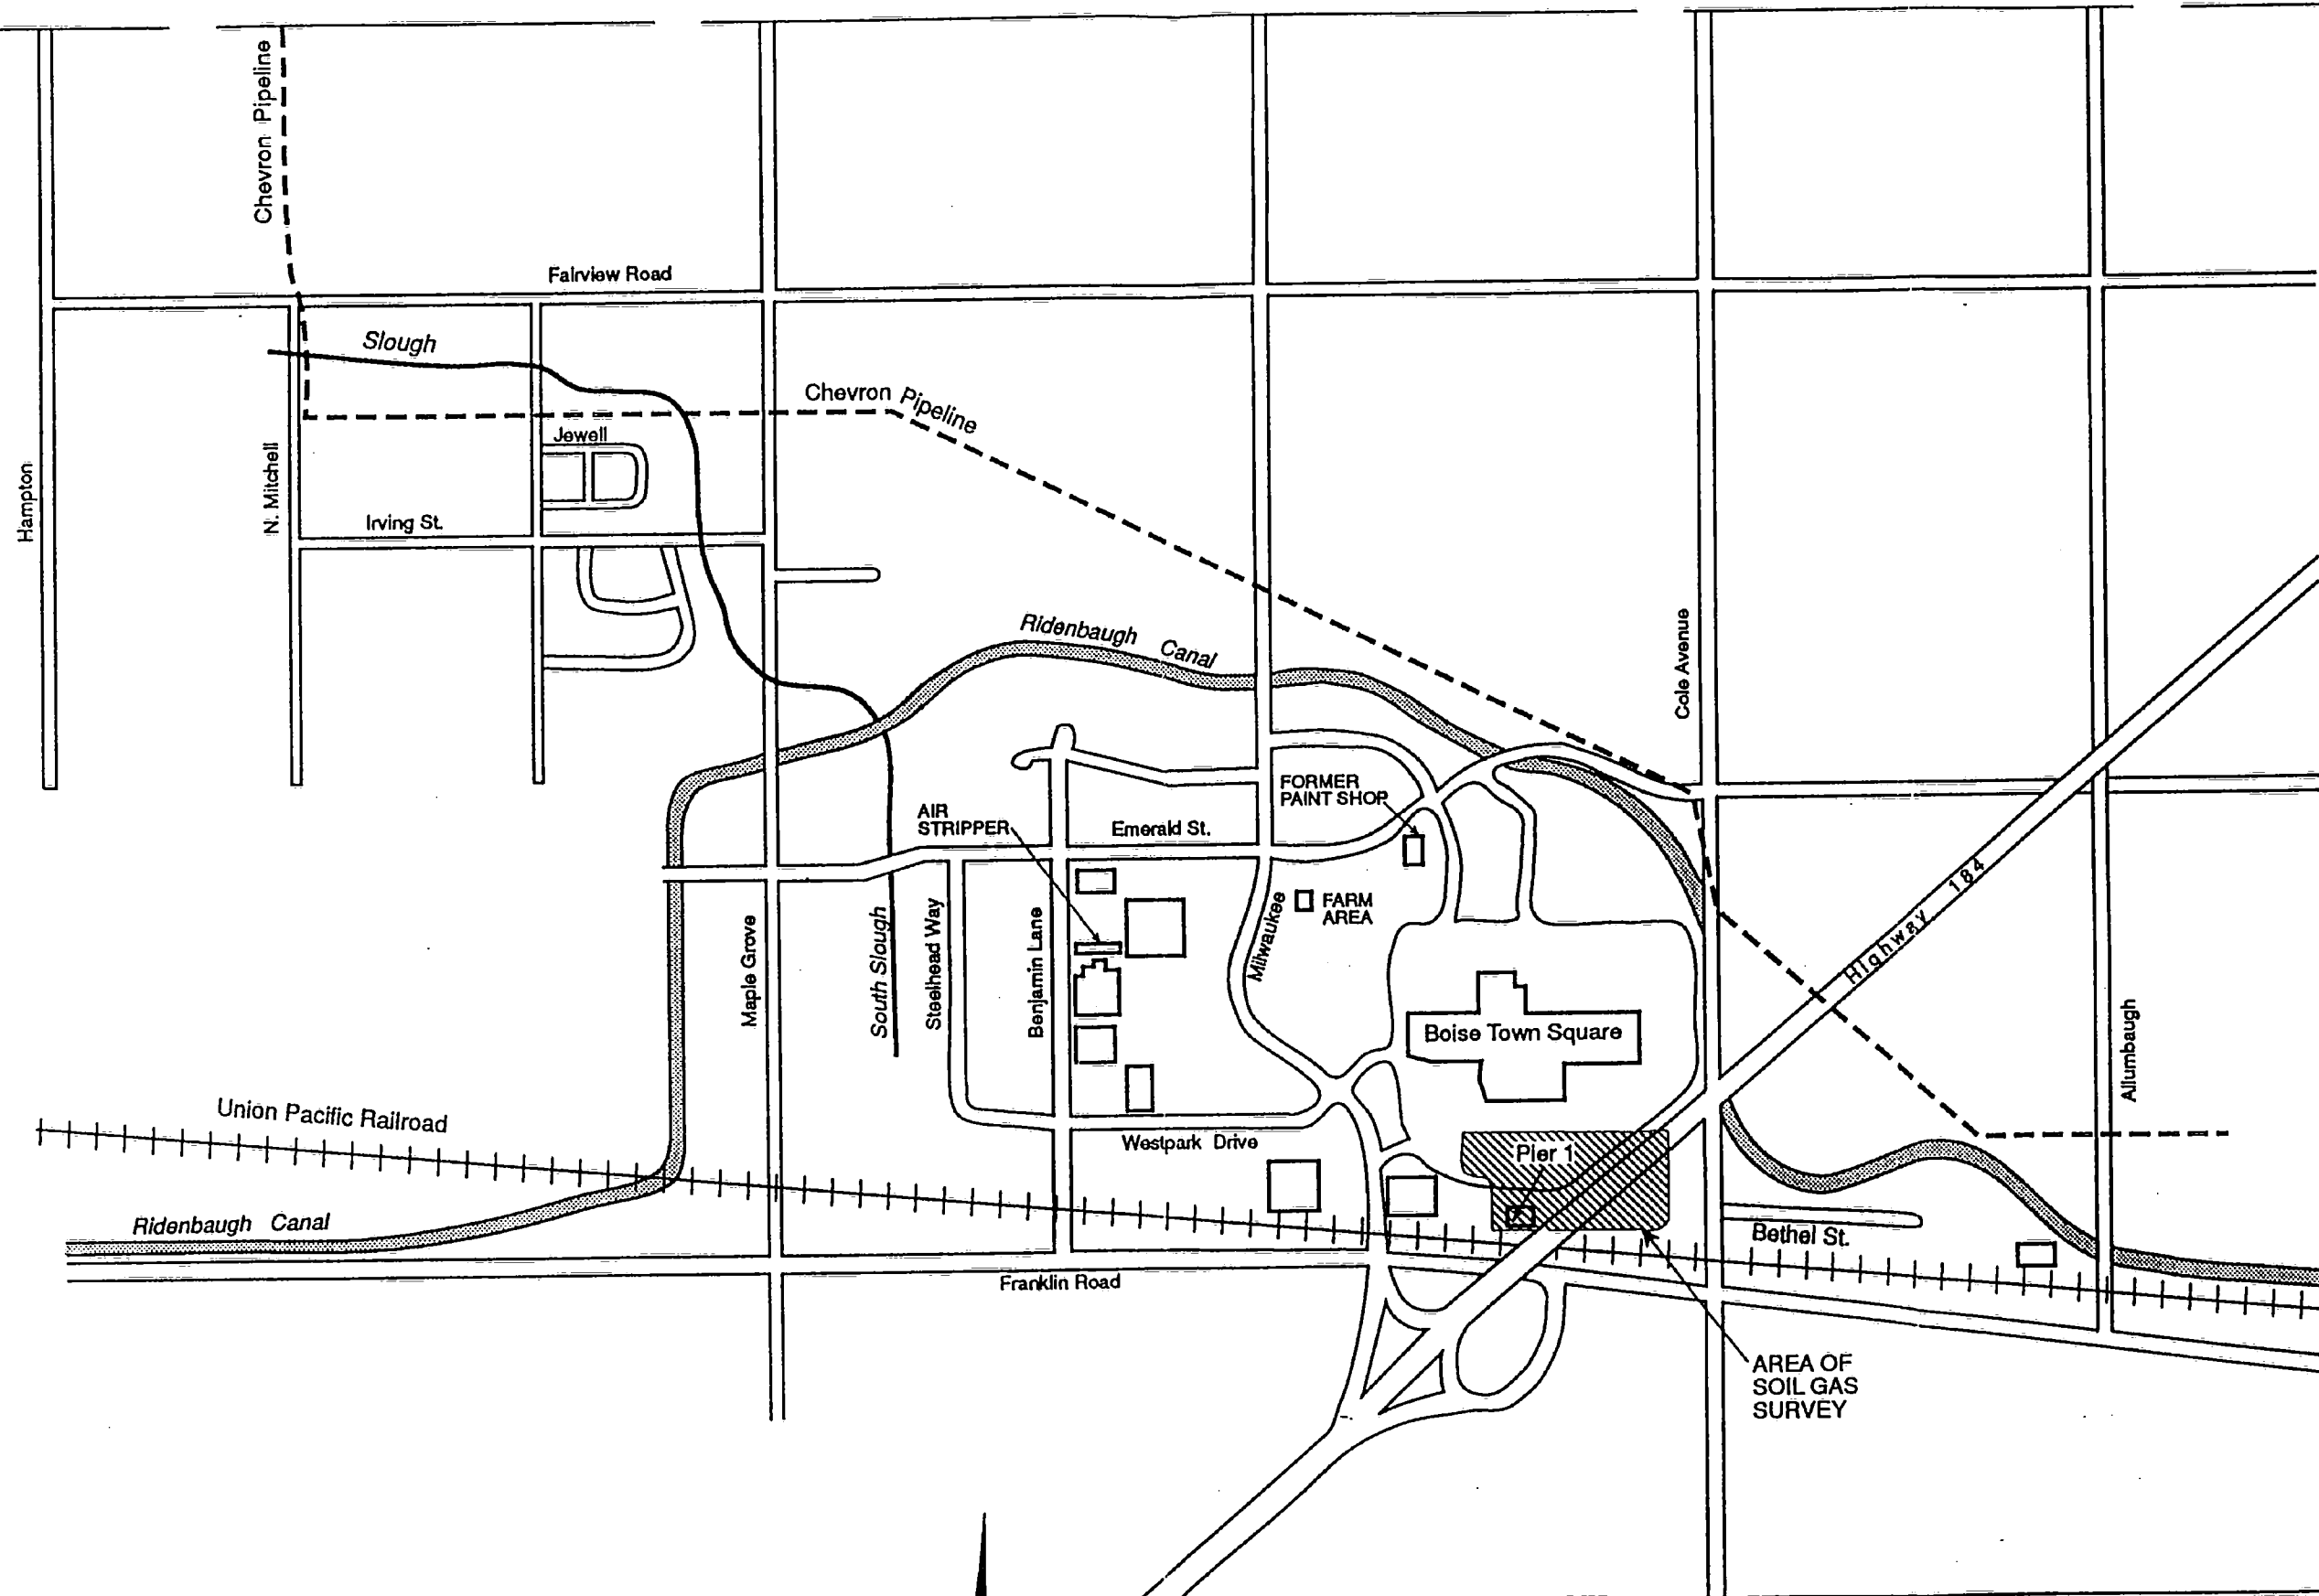 Chevron Pipeline
Fairview Road
Slough
Chevron Pipeline
Jewell
Hampton
N. Mitchell
Irving St.
Ridenbaugh Canal
Cole Avenue
FORMER
PAINT SHOP
AIR
STRIPPER
Emerald St.
Highway 184
FARM
AREA
Maple Grove
South Slough
Steelhead Way
Benjamin Lane
Milwaukee
Boise Town Square
Allumbaugh
Union Pacific Railroad
Westpark Drive
Pier 1
Ridenbaugh Canal
Bethel St.
Franklin Road
AREA OF
SOIL GAS
SURVEY